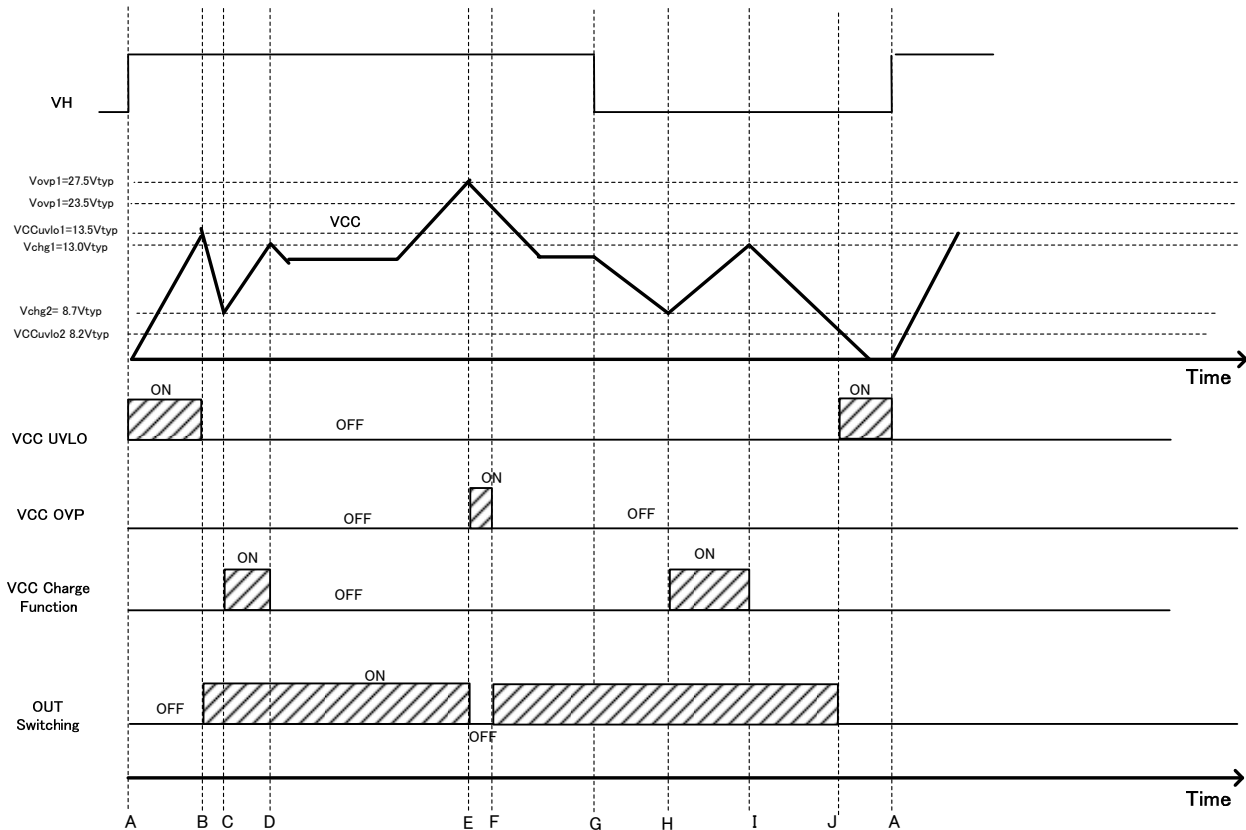 VH
Vovp1=27.5Vtyp
Vovp1=23.5Vtyp
VCCuvlo1=13.5Vtyp
Vchg1=13.0Vtyp
VCC
Vchg2= 8.7Vtyp
VCCuvlo2 8.2Vtyp
Time
ON
ON
OFF
VCC UVLO
ON
VCC OVP
OFF
OFF
ON
ON
VCC Charge
Function
OFF
ON
OUT
Switching
OFF
OFF
Time
A B C D E F G H I J A